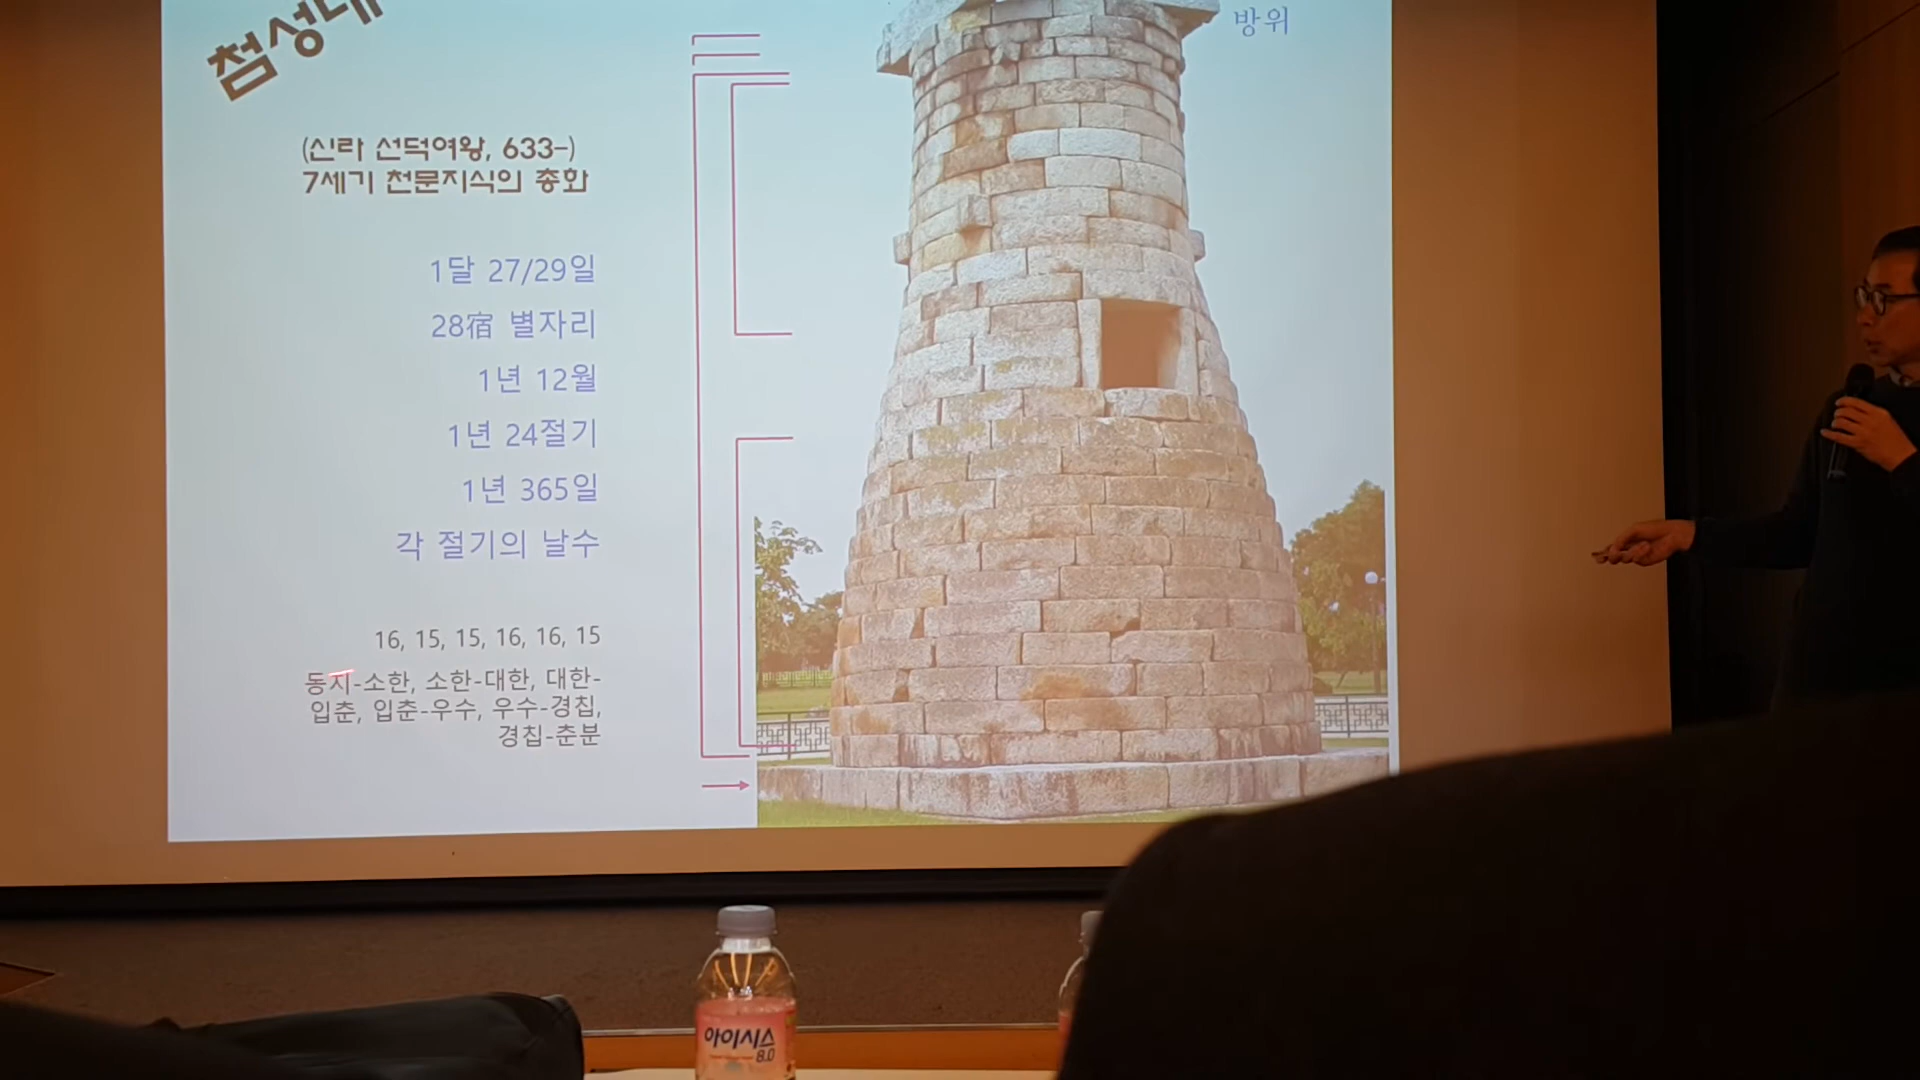 첨성대
방위
(신라 선덕여왕, 633-)
7세기 천문지식의 총화
1달 27/29일
28宿 별자리
1년 12월
1년 24절기
1년 365일
각 절기의 날수
16, 15, 15, 16, 16, 15
동지-소한, 소한-대한, 대한-
입춘, 입춘-우수, 우수-경칩,
경칩-춘분
아이시스
8.0